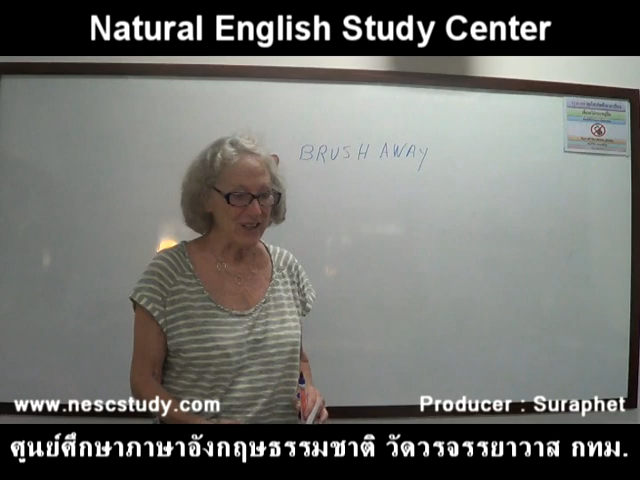 Natural English Study Center
BRUSH AWAY
www.nescstudy.com
Producer : Suraphet
ศูนย์ศึกษาภาษาอังกฤษธรรมชาติ วัดวรจรรยาวาส กทม.